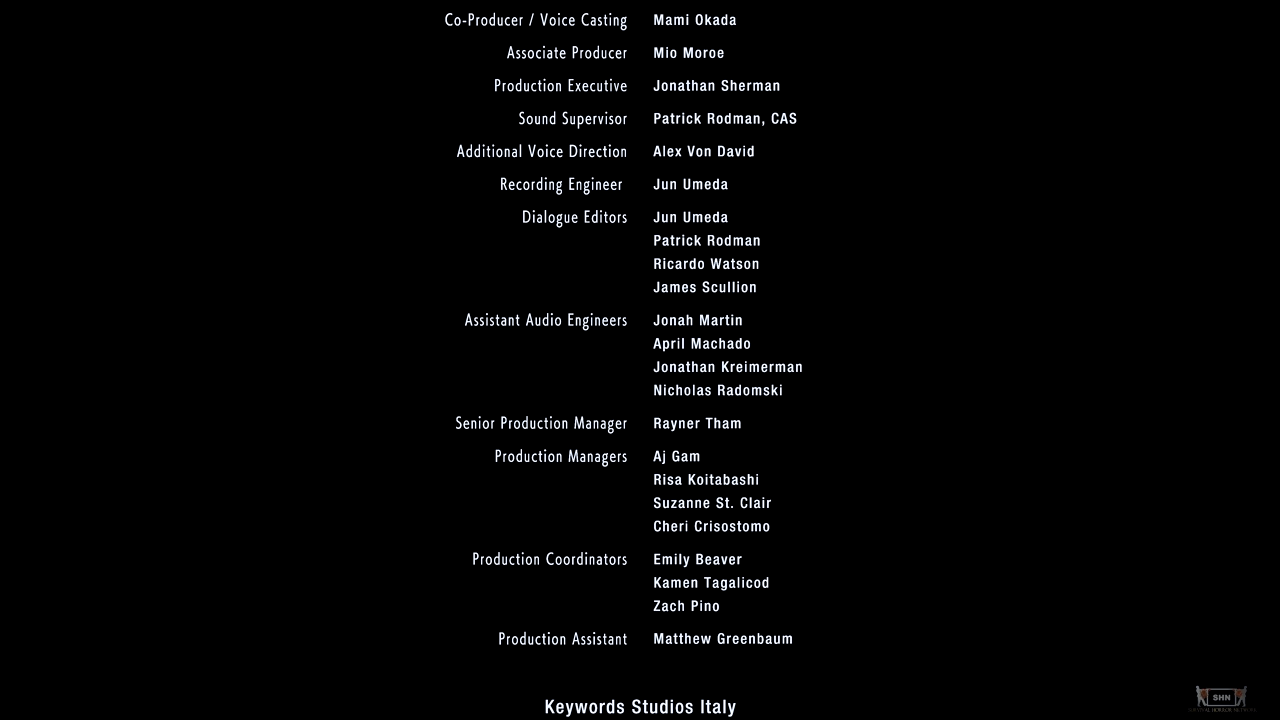 Co-Producer / Voice Casting Mami Okada
Associate Producer Mio Moroe
Production Executive Jonathan Sherman
Sound Supervisor Patrick Rodman, CAS
Additional Voice Direction Alex Von David
Recording Engineer Jun Umeda
Dialogue Editors Jun Umeda
Patrick Rodman
Ricardo Watson
James Scullion
Assistant Audio Engineers Jonah Martin
April Machado
Jonathan Kreimerman
Nicholas Radomski
Senior Production Manager Rayner Tham
Production Managers Aj Gam
Risa Koitabashi
Suzanne St. Clair
Cheri Crisostomo
Production Coordinators Emily Beaver
Kamen Tagalicod
Zach Pino
Production Assistant Matthew Greenbaum
Keywords Studios Italy
SHN